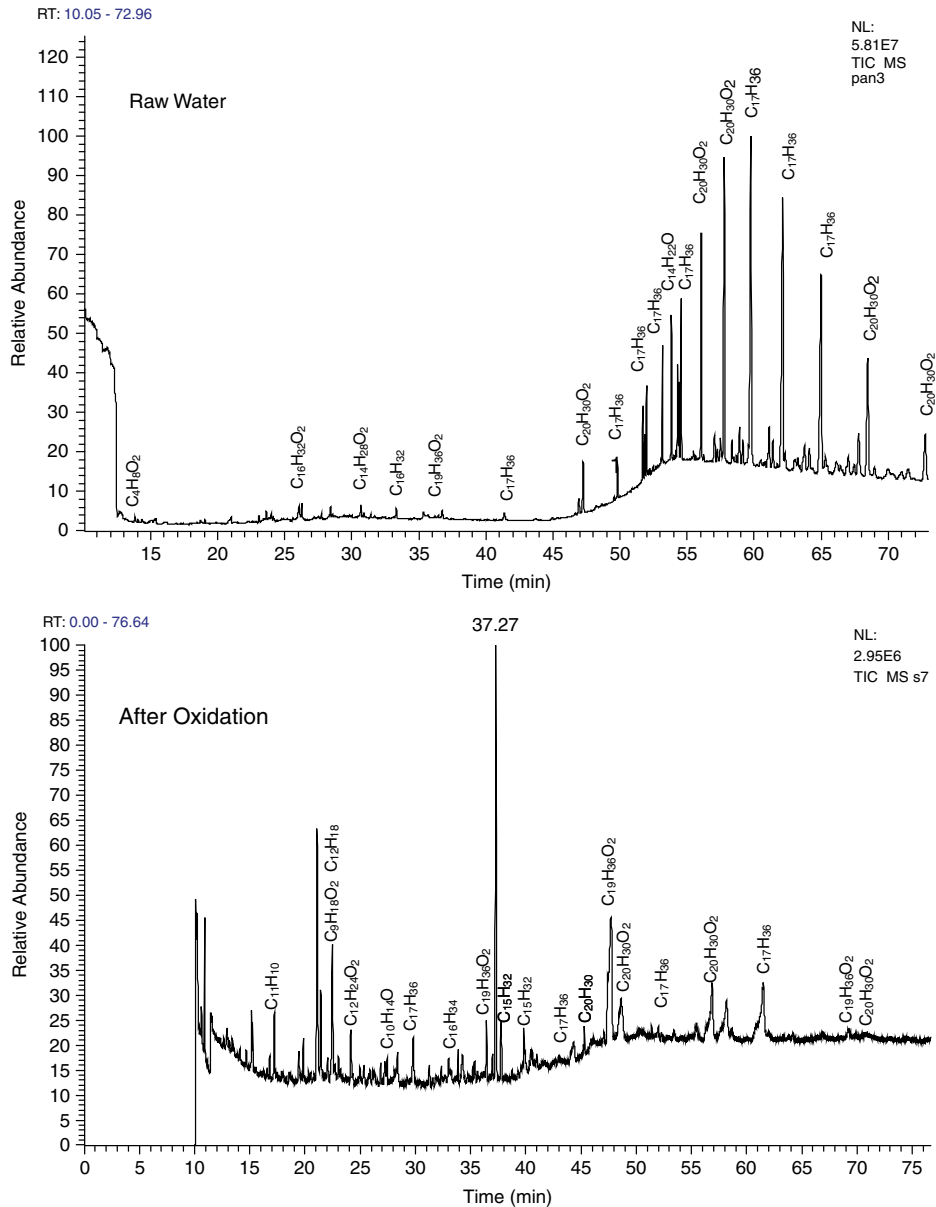 RT: 10.05 - 72.96
NL:
5.81E7
TIC MS
pan3
Raw Water
Relative Abundance
120
110
100
90
80
70
60
50
40
30
20
10
0
C4H8O2
C16H32O2
C14H28O2
C16H32
C19H36O2
C17H36
C20H30O2
C17H36
C17H36
C17H36
C14H22O
C17H36
C20H30O2
C20H30O2
C17H36
C17H36
C17H36
C20H30O2
C20H30O2
15 20 25 30 35 40 45 50 55 60 65 70
Time (min)
RT: 0.00 - 76.64
37.27
NL:
2.95E6
TIC MS s7
After Oxidation
Relative Abundance
100
95
90
85
80
75
70
65
60
55
50
45
40
35
30
25
20
15
10
5
0
C11H10
C9H18O2
C12H18
C12H24O2
C10H14O
C17H36
C16H34
C19H36O2
C15H32
C15H32
C17H36
C20H30
C19H36O2
C20H30O2
C17H36
C20H30O2
C17H36
C19H36O2
C20H30O2
0 5 10 15 20 25 30 35 40 45 50 55 60 65 70 75
Time (min)